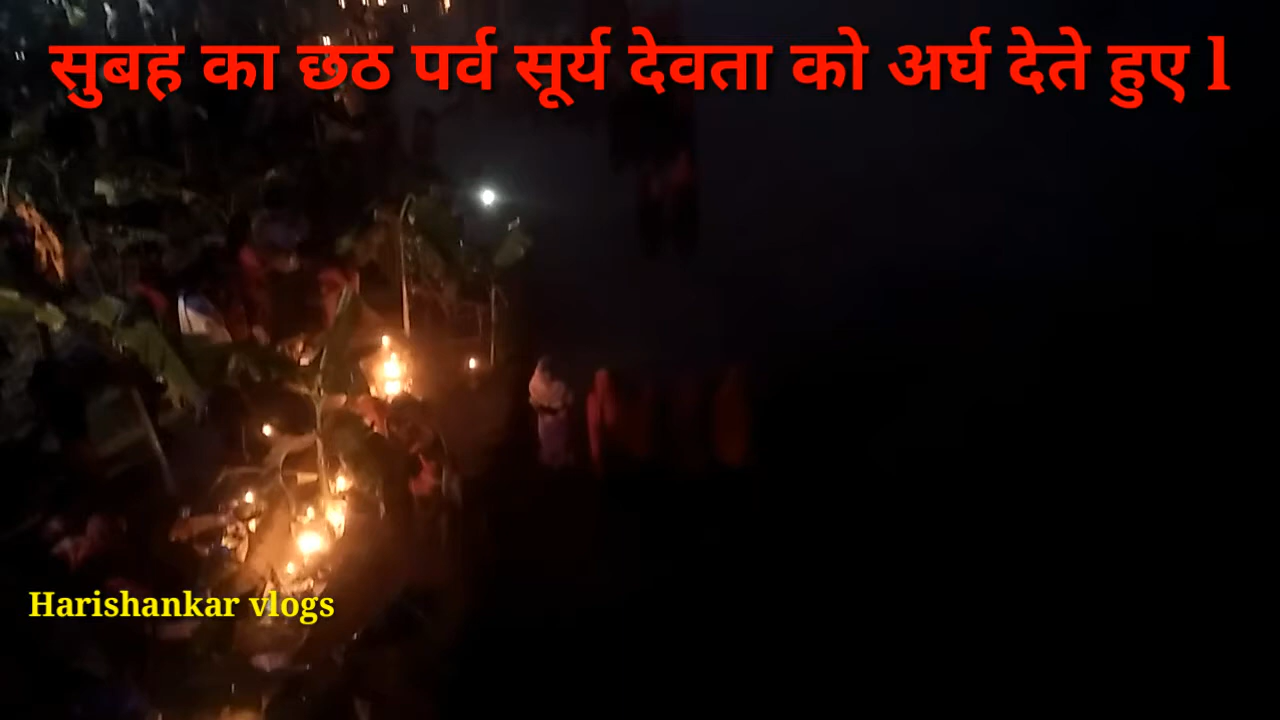 सुबह का छठ पर्व सूर्य देवता को अर्घ देते हुए l
Harishankar vlogs